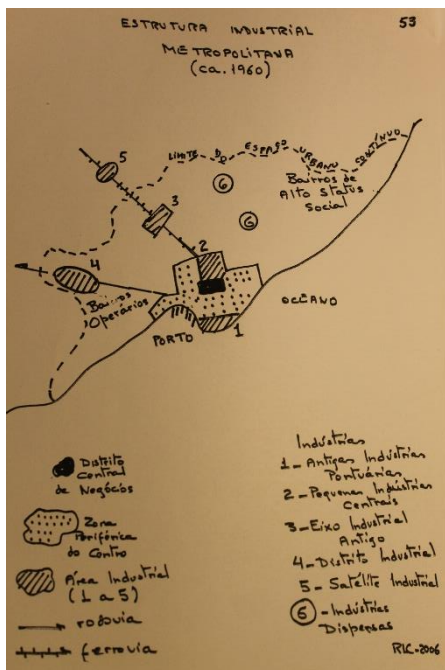 53
ESTRUTURA INDUSTRIAL
METROPOLITANA
(ca. 1960)
LIMITE DO ESPAÇO URBANO CONTÍNUO
5
6
Bairros de
Alto Status
Social
3
6
2
4
Bairros
Operários
OCEANO
PORTO
1
Distrito
Central
de Negócios
Zona
Periférica
do Centro
Área Industrial
(1 a 5)
rodovia
ferrovia
Indústrias
1 - Antigas Indústrias
Portuárias
2 - Pequenas Indústrias
Centrais
3 - Eixo Industrial
Antigo
4 - Distrito Industrial
5 - Satélite Industrial
6 - Indústrias
Dispersas
RLC-2006